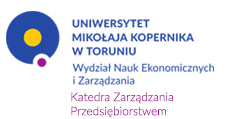 UNIWERSYTET
MIKOŁAJA KOPERNIKA
W TORUNIU
Wydział Nauk Ekonomicznych
i Zarządzania
Katedra Zarządzania
Przedsiębiorstwem